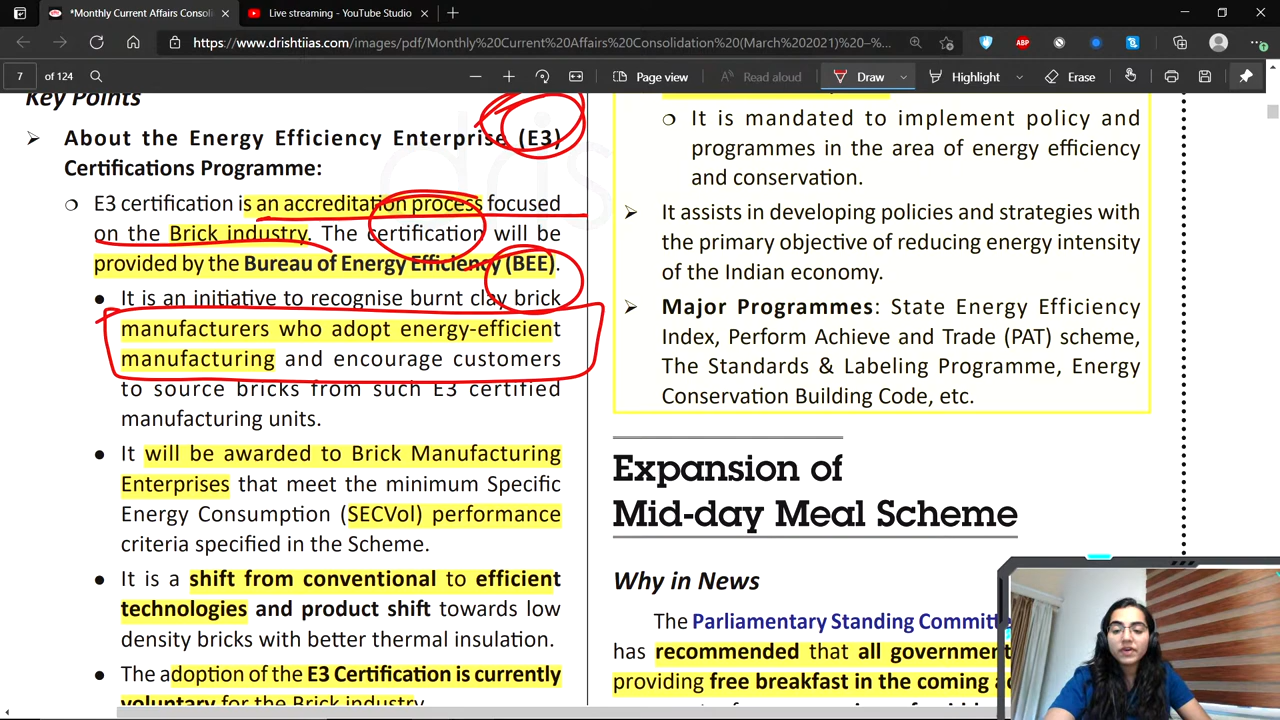 *Monthly Current Affairs Consoli
Live streaming - YouTube Studio
https://www.drishtiias.com/images/pdf/Monthly%20Current%20Affairs%20Consolidation%20(March%202021)%20–%...
7 of 124
Page view
Read aloud
Draw
Highlight
Erase
Key Points
About the Energy Efficiency Enterprise (E3)
Certifications Programme:
E3 certification is an accreditation process focused
on the Brick industry. The certification will be
provided by the Bureau of Energy Efficiency (BEE).
It is an initiative to recognise burnt clay brick
manufacturers who adopt energy-efficient
manufacturing and encourage customers
to source bricks from such E3 certified
manufacturing units.
It will be awarded to Brick Manufacturing
Enterprises that meet the minimum Specific
Energy Consumption (SECVol) performance
criteria specified in the Scheme.
It is a shift from conventional to efficient
technologies and product shift towards low
density bricks with better thermal insulation.
The adoption of the E3 Certification is currently
voluntary for the Brick industry.
It is mandated to implement policy and
programmes in the area of energy efficiency
and conservation.
It assists in developing policies and strategies with
the primary objective of reducing energy intensity
of the Indian economy.
Major Programmes: State Energy Efficiency
Index, Perform Achieve and Trade (PAT) scheme,
The Standards & Labeling Programme, Energy
Conservation Building Code, etc.
Expansion of
Mid-day Meal Scheme
Why in News
The Parliamentary Standing Committe
has recommended that all government
providing free breakfast in the coming a